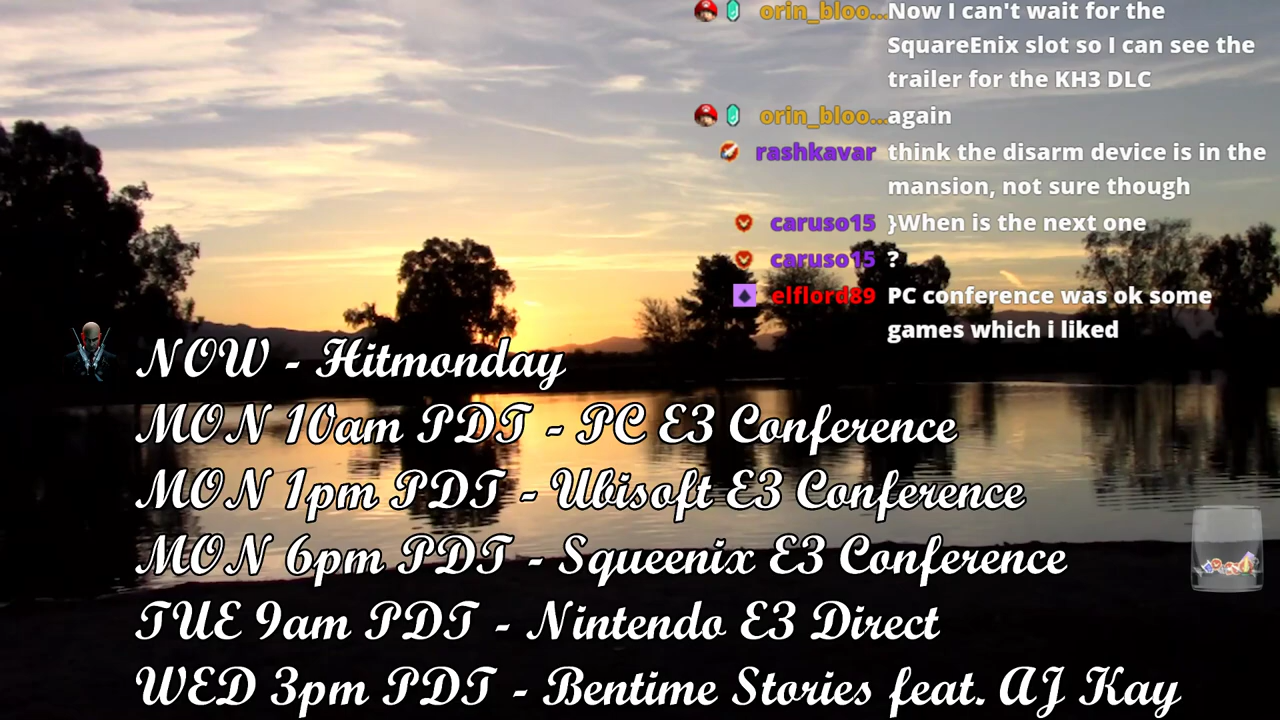 orin_bloo... Now I can't wait for the
SquareEnix slot so I can see the
trailer for the KH3 DLC
orin_bloo... again
rashkavar think the disarm device is in the
mansion, not sure though
caruso15 }When is the next one
caruso15 ?
elflord89 PC conference was ok some
games which i liked
NOW - Hitmonday
MON 10am PDT - PC E3 Conference
MON 1pm PDT - Ubisoft E3 Conference
MON 6pm PDT - Squeenix E3 Conference
TUE 9am PDT - Nintendo E3 Direct
WED 3pm PDT - Bentime Stories feat. AJ Kay